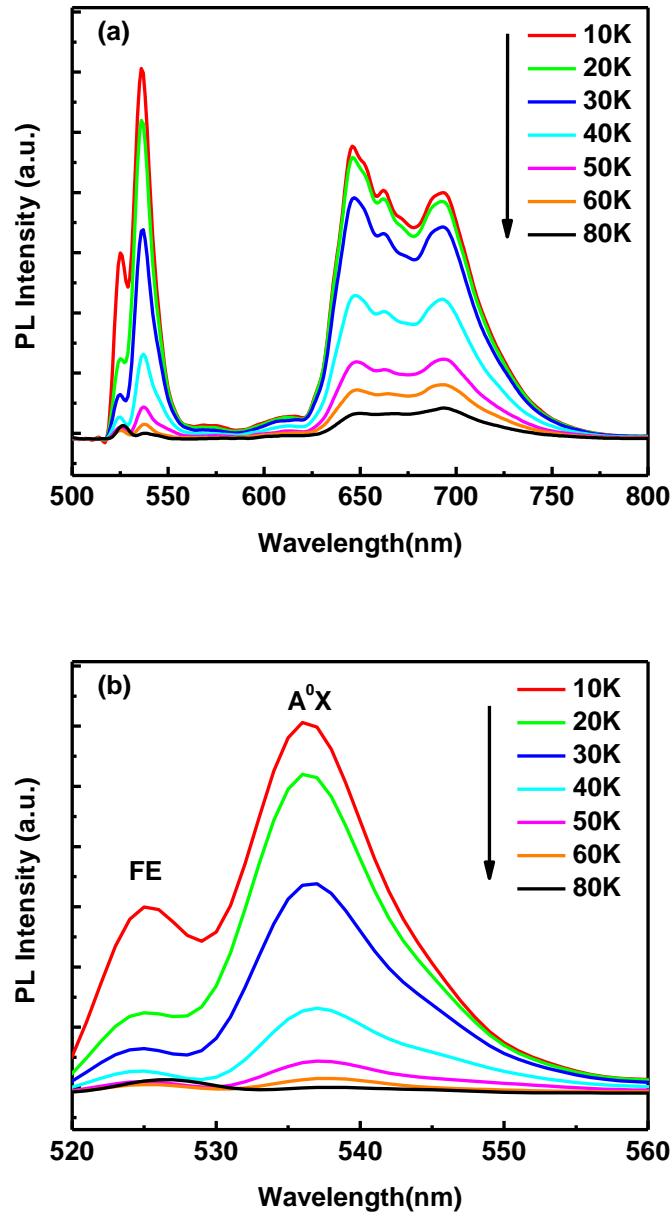 (a)
10K
20K
30K
40K
50K
60K
80K
PL Intensity (a.u.)
500 550 600 650 700 750 800
Wavelength(nm)
(b)
A⁰X
FE
10K
20K
30K
40K
50K
60K
80K
PL Intensity (a.u.)
520 530 540 550 560
Wavelength(nm)